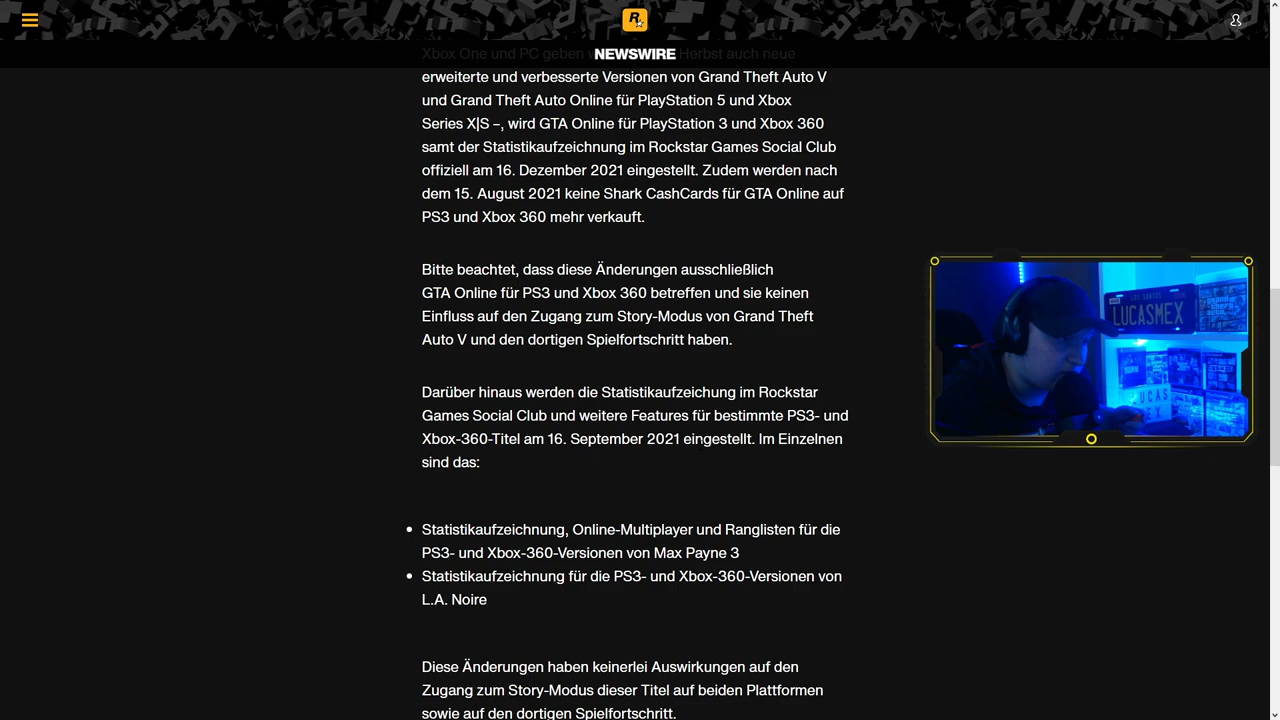 NEWSWIRE
Xbox One und PC geben Herbst auch neue
erweiterte und verbesserte Versionen von Grand Theft Auto V
und Grand Theft Auto Online für PlayStation 5 und Xbox
Series X|S –, wird GTA Online für PlayStation 3 und Xbox 360
samt der Statistikaufzeichnung im Rockstar Games Social Club
offiziell am 16. Dezember 2021 eingestellt. Zudem werden nach
dem 15. August 2021 keine Shark CashCards für GTA Online auf
PS3 und Xbox 360 mehr verkauft.
Bitte beachtet, dass diese Änderungen ausschließlich
GTA Online für PS3 und Xbox 360 betreffen und sie keinen
Einfluss auf den Zugang zum Story-Modus von Grand Theft
Auto V und den dortigen Spielfortschritt haben.
Darüber hinaus werden die Statistikaufzeichung im Rockstar
Games Social Club und weitere Features für bestimmte PS3- und
Xbox-360-Titel am 16. September 2021 eingestellt. Im Einzelnen
sind das:
Statistikaufzeichnung, Online-Multiplayer und Ranglisten für die
PS3- und Xbox-360-Versionen von Max Payne 3
Statistikaufzeichnung für die PS3- und Xbox-360-Versionen von
L.A. Noire
Diese Änderungen haben keinerlei Auswirkungen auf den
Zugang zum Story-Modus dieser Titel auf beiden Plattformen
sowie auf den dortigen Spielfortschritt.
LOS SANTOS
LUCASMEX
LUCAS
EX